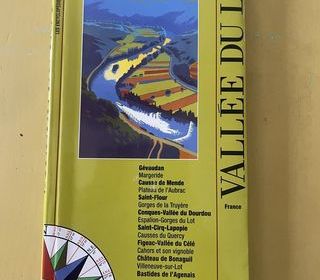 LES ENCYCLOPÉDIES
VALLÉE DU
France
Gévaudan
Margeride
Causse de Mende
Plateau de l'Aubrac
Saint-Flour
Gorges de la Truyère
Conques-Vallée du Dourdou
Espalion-Gorges du Lot
Saint-Cirq-Lapopie
Causses du Quercy
Figeac-Vallée du Célé
Cahors et son vignoble
Château de Bonaguil
Villeneuve-sur-Lot
Bastides de l'Agenais